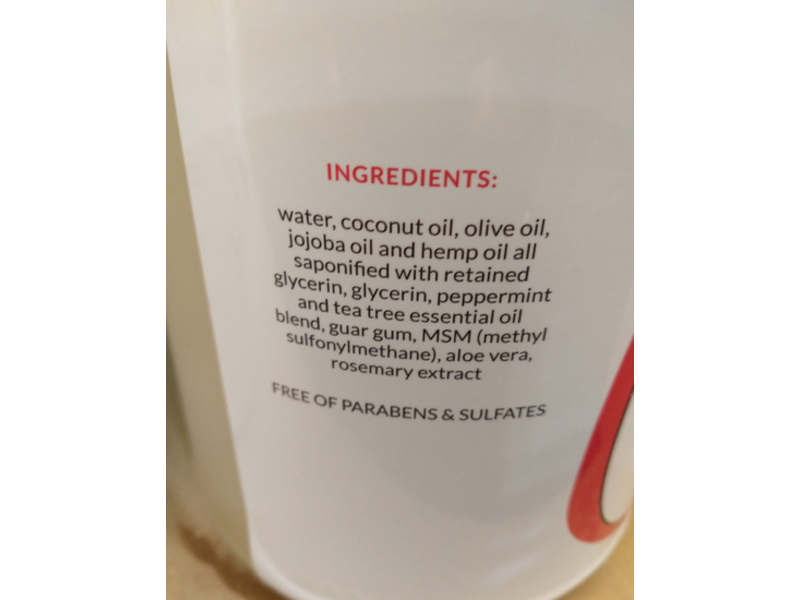 INGREDIENTS:
water, coconut oil, olive oil,
jojoba oil and hemp oil all
saponified with retained
glycerin, glycerin, peppermint
and tea tree essential oil
blend, guar gum, MSM (methyl
sulfonylmethane), aloe vera,
rosemary extract
FREE OF PARABENS & SULFATES